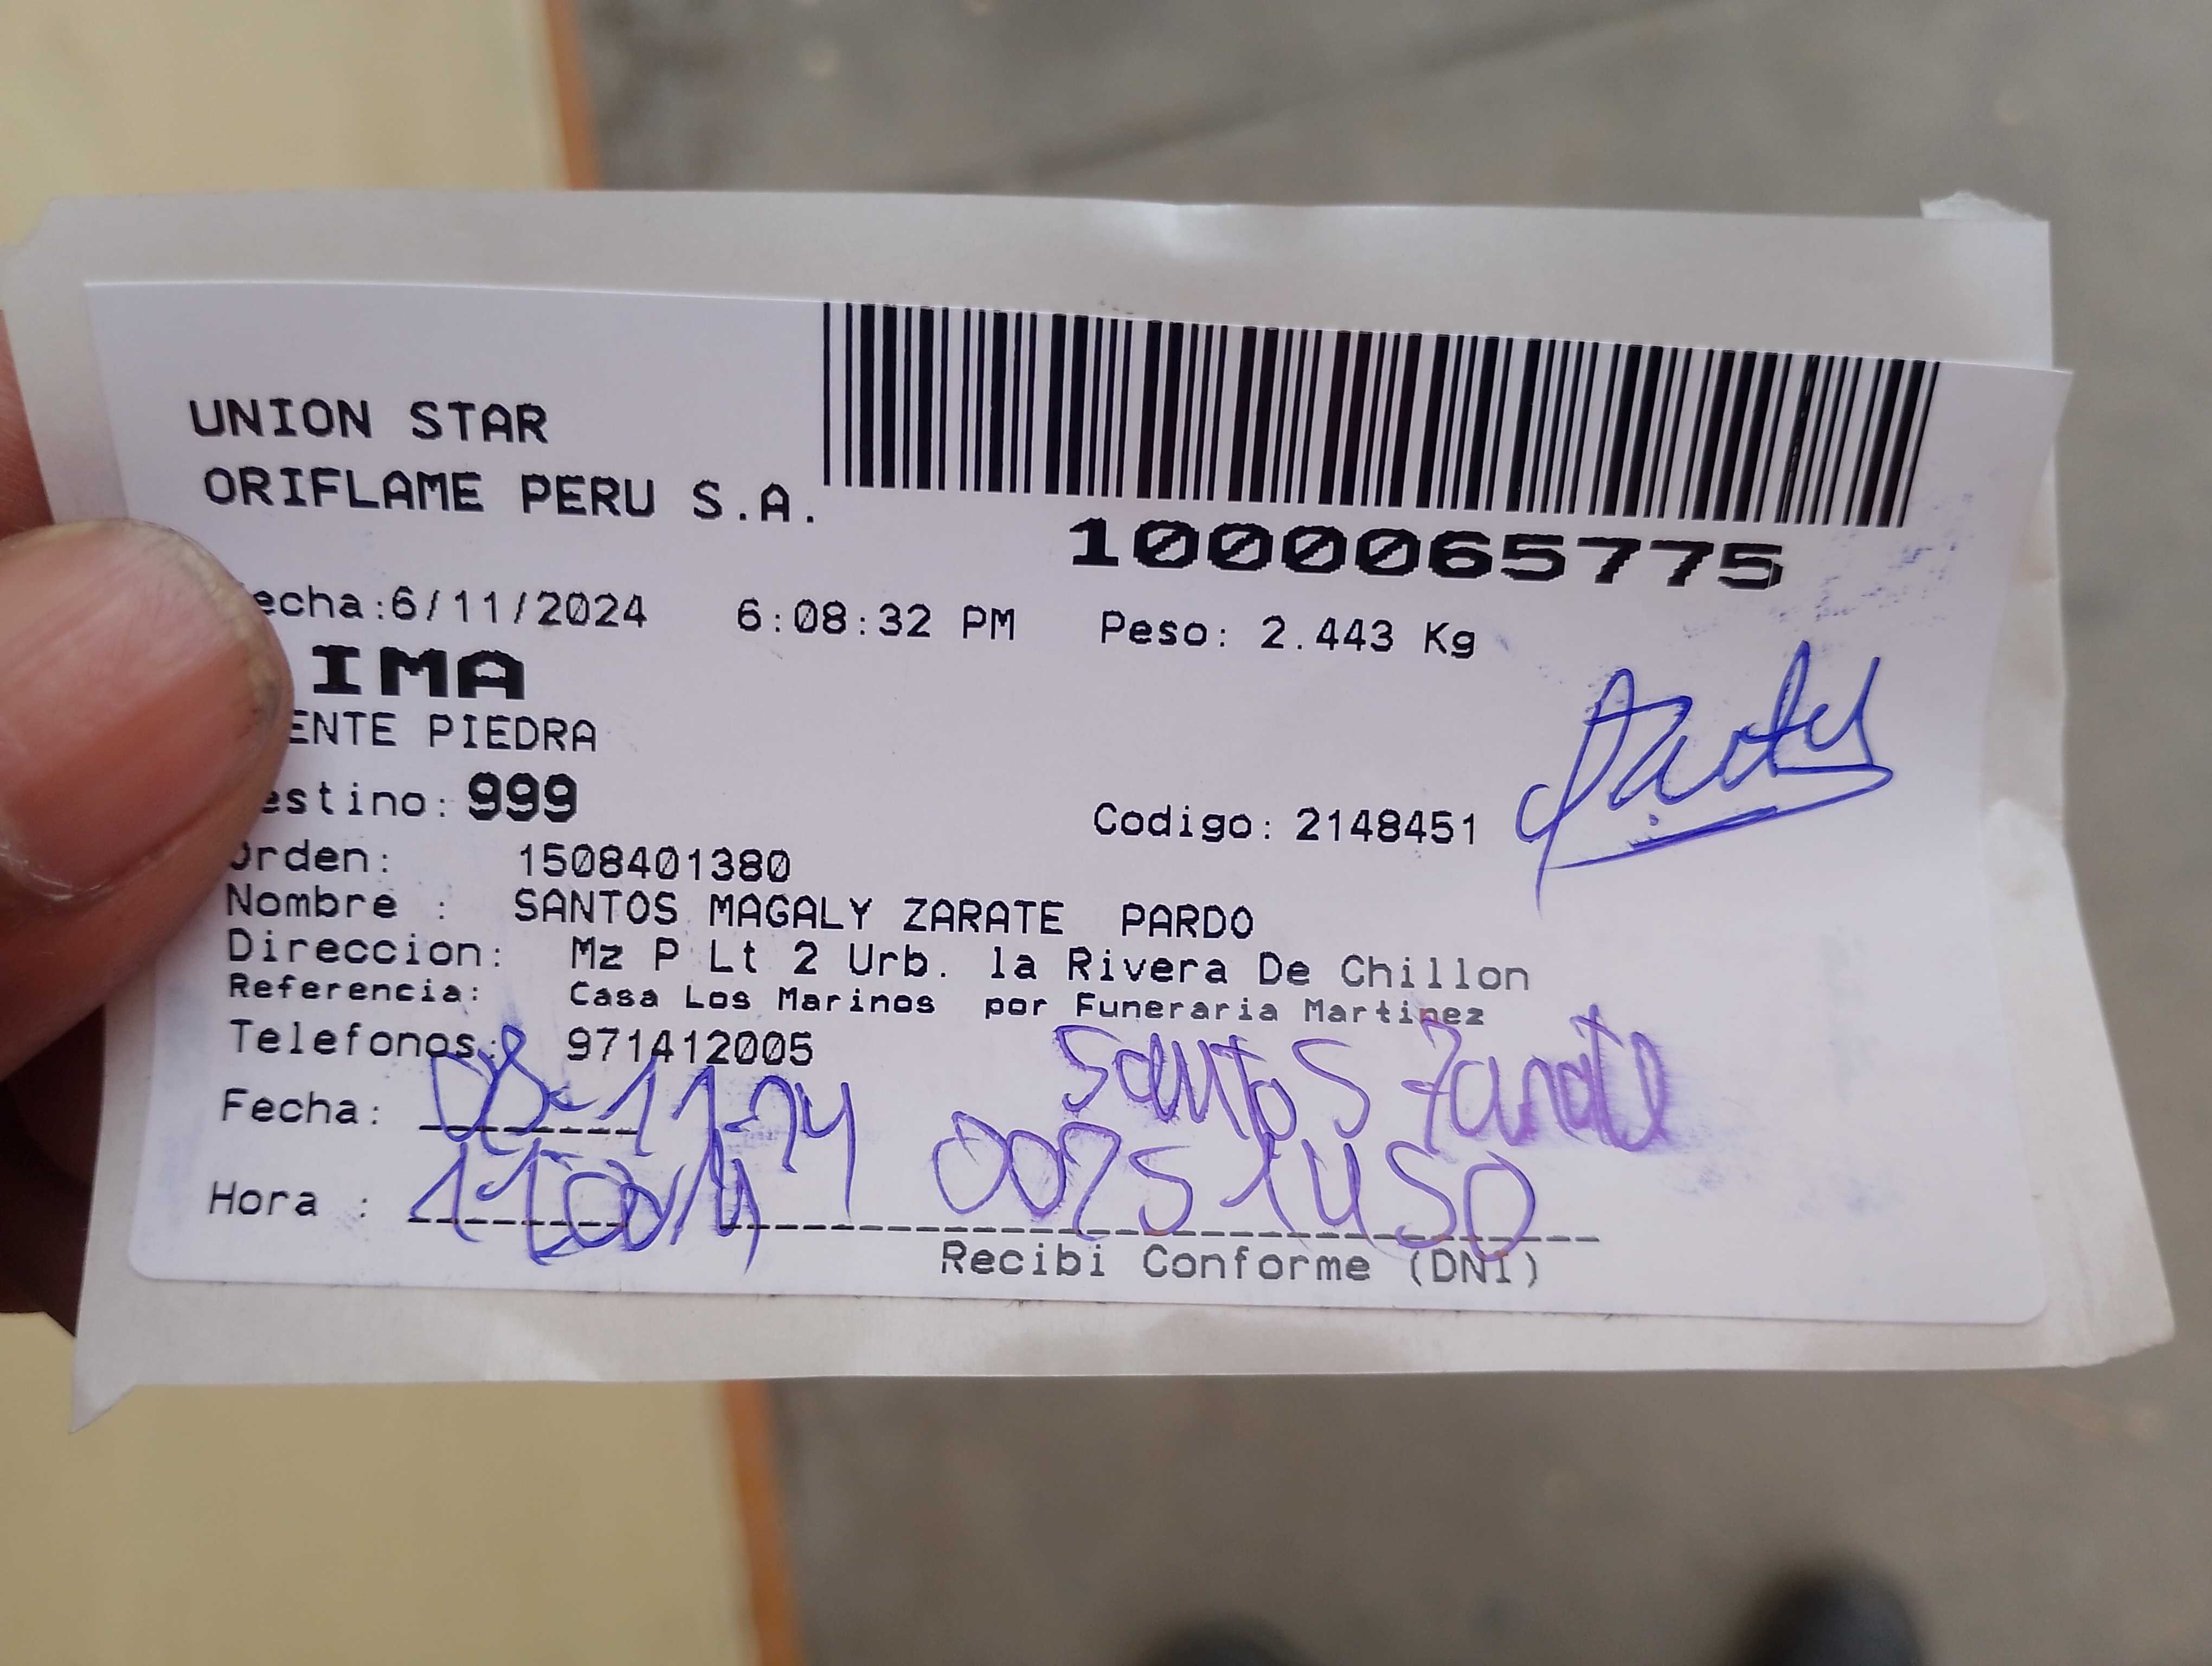 UNION STAR
ORIFLAME PERU S.A.
1000065775
echa:6/11/2024 6:08:32 PM Peso: 2.443 Kg
IMA
ENTE PIEDRA
estino: 999
Codigo: 2148451
Orden: 1508401380
Nombre : SANTOS MAGALY ZARATE PARDO
Direccion: Mz P Lt 2 Urb. la Rivera De Chillon
Referencia: Casa Los Marinos por Funeraria Martinez
Telefonos: 971412005
Santos Zarate
Fecha: 08-11-24
Hora :
Recibi Conforme (DNI)